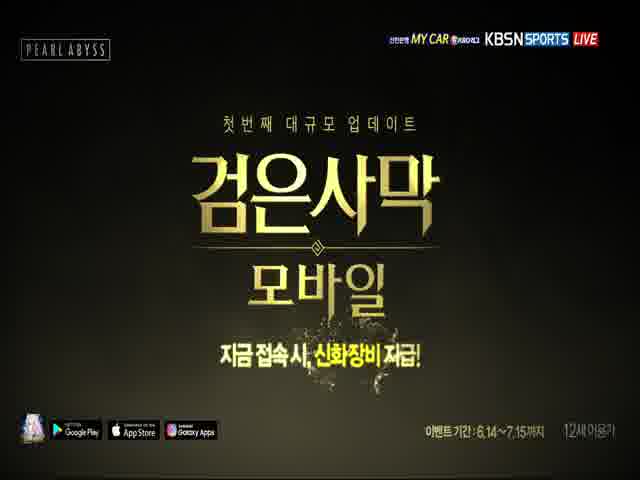 PEARL ABYSS
신한은행 MY CAR KBO리그 KBSN SPORTS LIVE
첫번째 대규모 업데이트
검은사막
모바일
지금 접속 시, 신화장비 지급!
GET IT ON Google Play
App Store
Galaxy Apps
이벤트 기간 : 6.14~7.15까지
12세 이용가